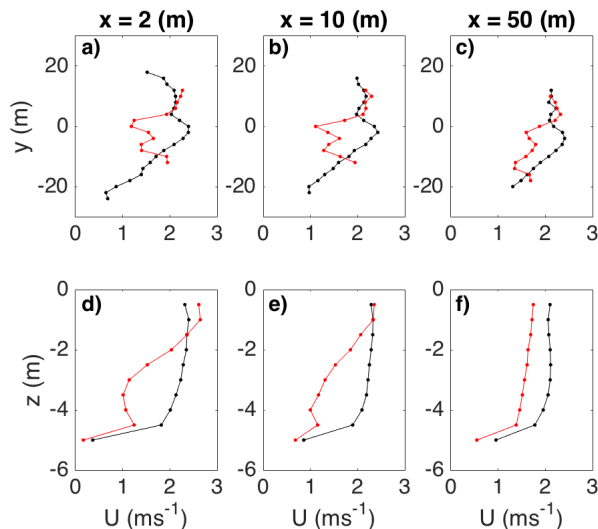 x = 2 (m) x = 10 (m) x = 50 (m)
a) b) c)
20
0
-20
y (m)
0 1 2 3 0 1 2 3 0 1 2 3
d) e) f)
0
-2
-4
-6
z (m)
0 1 2 3 0 1 2 3 0 1 2 3
U (ms⁻¹) U (ms⁻¹) U (ms⁻¹)